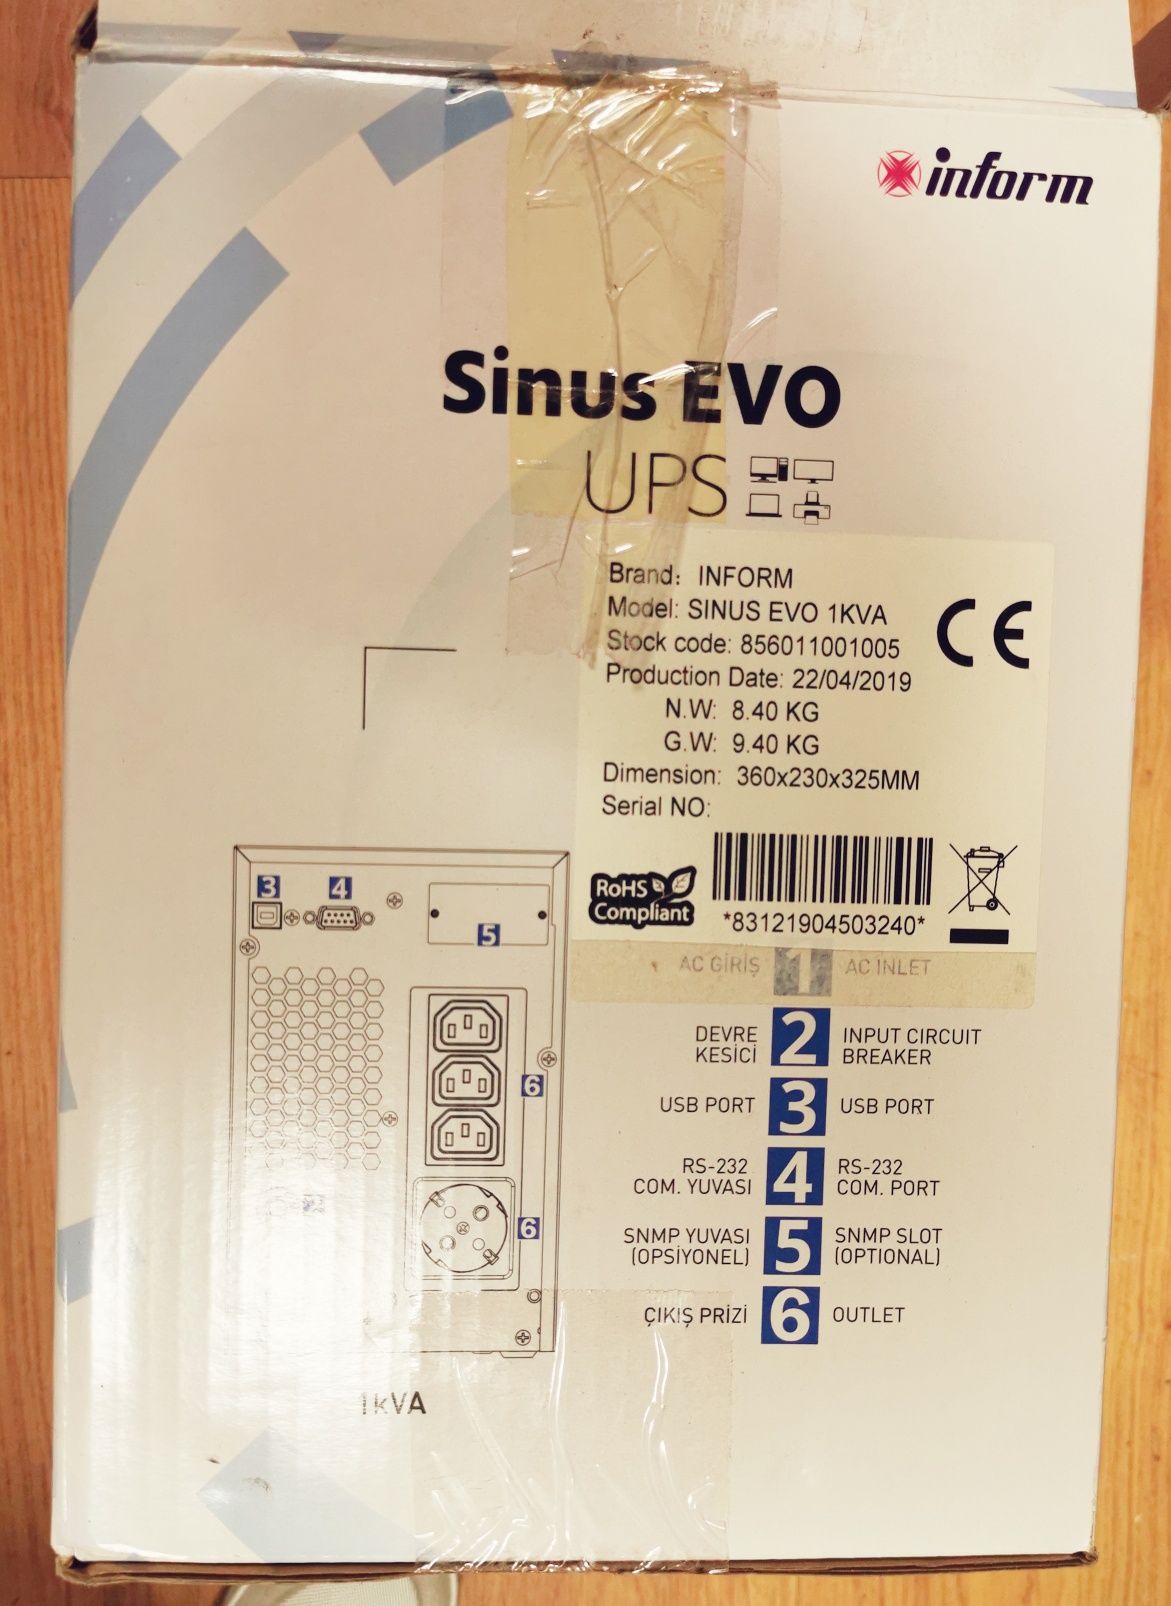 inform
Sinus EVO
UPS
Brand: INFORM
Model: SINUS EVO 1KVA
Stock code: 856011001005
Production Date: 22/04/2019
N.W: 8.40 KG
G.W: 9.40 KG
Dimension: 360x230x325MM
Serial NO:
CE
RoHS
Compliant
*83121904503240*
AC GİRİŞ 1 AC INLET
DEVRE KESİCİ 2 INPUT CIRCUIT BREAKER
USB PORT 3 USB PORT
RS-232 COM. YUVASI 4 RS-232 COM. PORT
SNMP YUVASI (OPSİYONEL) 5 SNMP SLOT (OPTIONAL)
ÇIKIŞ PRİZİ 6 OUTLET
3
4
5
6
6
1kVA